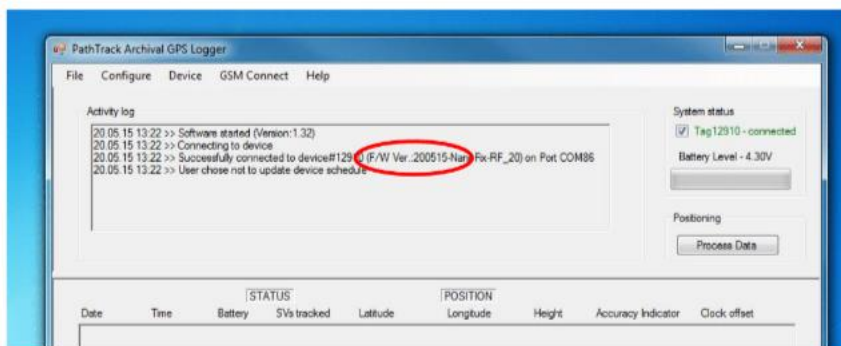 PathTrack Archival GPS Logger
File Configure Device GSM Connect Help
Activity log
20.05.15 13:22 >> Software started (Version:1.32)
20.05.15 13:22 >> Connecting to device
20.05.15 13:22 >> Successfully connected to device#12910 (F/W Ver.:200515-NanoFix-RF_20) on Port COM86
20.05.15 13:22 >> User chose not to update device schedule
System status
Tag12910 - connected
Battery Level - 4.30V
Positioning
Process Data
STATUS POSITION
Date Time Battery SVs tracked Latitude Longitude Height Accuracy Indicator Clock offset